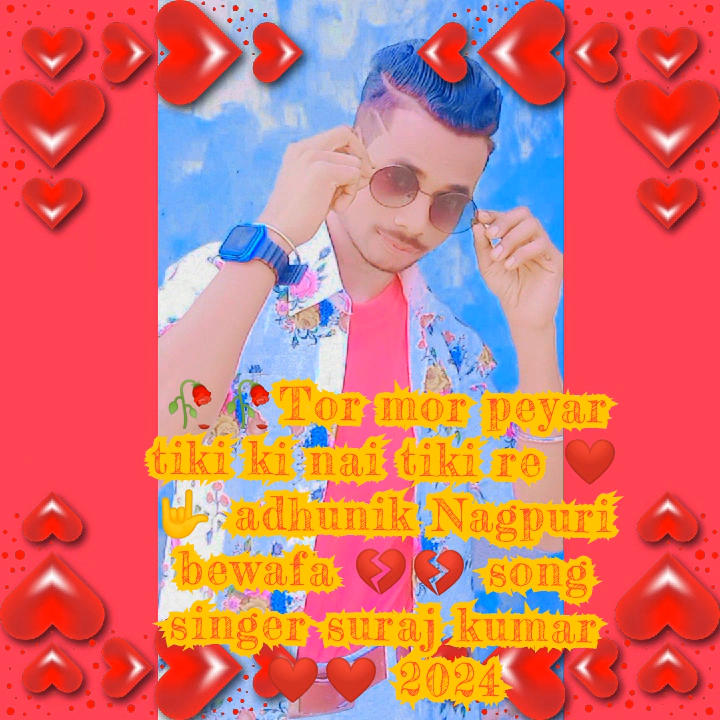 🥀🥀Tor mor peyar
tiki ki nai tiki re ❤️
🤟 adhunik Nagpuri
bewafa 💔💔 song
singer suraj kumar
❤️❤️ 2024